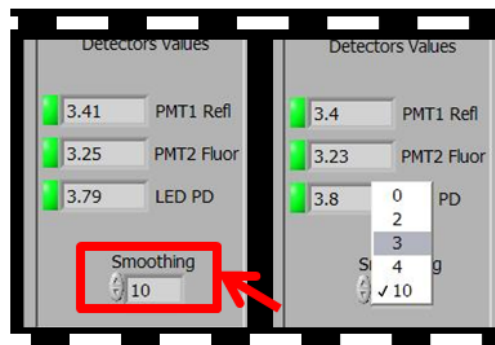 Detectors Values
3.41 PMT1 Refl
3.25 PMT2 Fluor
3.79 LED PD
Smoothing
10
Detectors Values
3.4 PMT1 Refl
3.23 PMT2 Fluor
3.8 PD
0
2
3
4
✓10